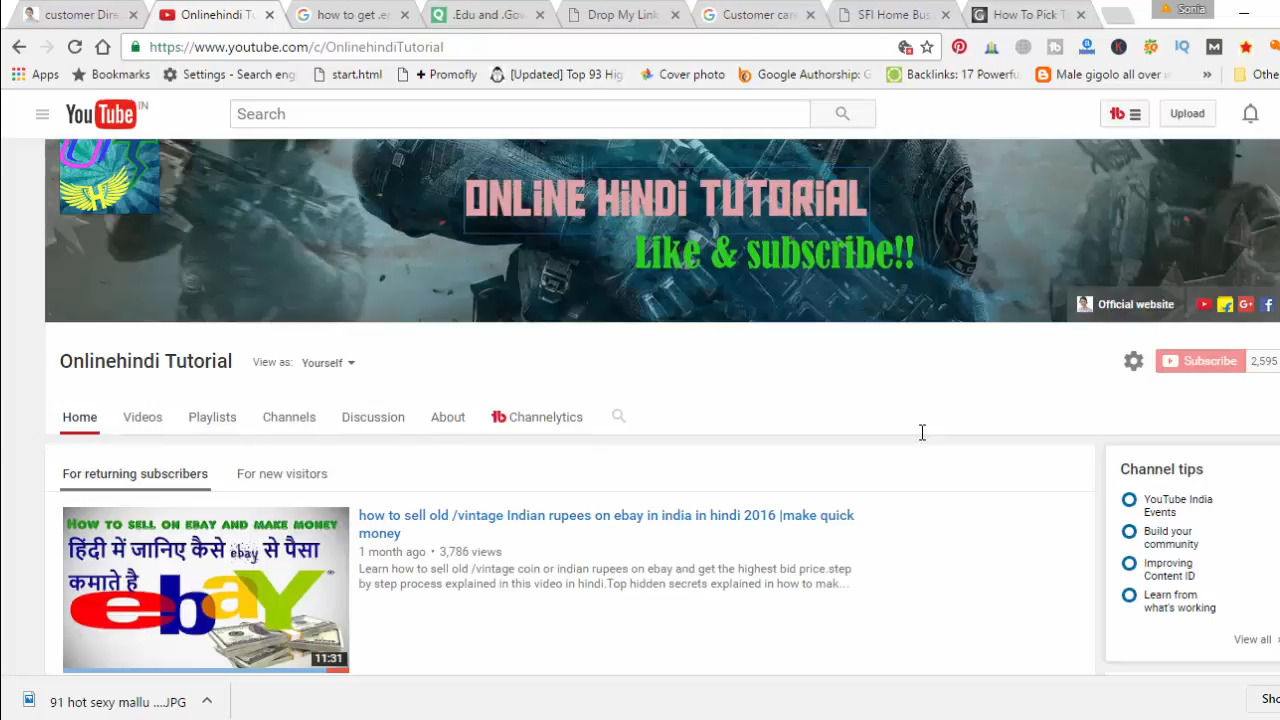 customer Dire
Onlinehindi Tu
how to get .e
.Edu and .Gov
Drop My Link
Customer care
SFI Home Bus
How To Pick T
Sonia
https://www.youtube.com/c/OnlinehindiTutorial
Apps
Bookmarks
Settings - Search eng
start.html
+ Promofly
[Updated] Top 93 Hig
Cover photo
Google Authorship: G
Backlinks: 17 Powerfu
Male gigolo all over
»
Othe
YouTube IN
Search
Upload
ONLINE HINDI TUTORIAL
Like & subscribe!!
Official website
Onlinehindi Tutorial
View as: Yourself
Subscribe 2,595
Home
Videos
Playlists
Channels
Discussion
About
Channelytics
For returning subscribers
For new visitors
HOW TO SELL ON EBAY AND MAKE MONEY
हिंदी में जानिए कैसे ebay से पैसा
कमाते है
ebay
11:31
how to sell old /vintage Indian rupees on ebay in india in hindi 2016 |make quick
money
1 month ago • 3,786 views
Learn how to sell old /vintage coin or indian rupees on ebay and get the highest bid price.step
by step process explained in this video in hindi.Top hidden secrets explained in how to mak...
Channel tips
YouTube India
Events
Build your
community
Improving
Content ID
Learn from
what's working
View all
91 hot sexy mallu ....JPG
Sho